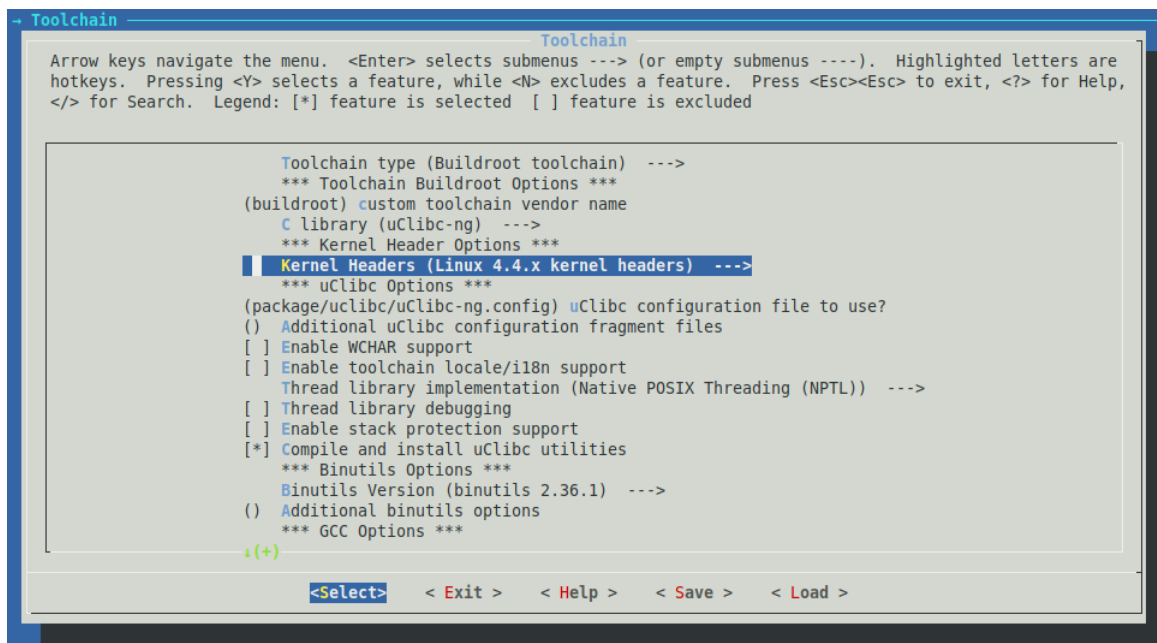 → Toolchain
Toolchain
Arrow keys navigate the menu.  <Enter> selects submenus ---> (or empty submenus ----).  Highlighted letters are
hotkeys.  Pressing <Y> selects a feature, while <N> excludes a feature.  Press <Esc><Esc> to exit, <?> for Help,
</> for Search.  Legend: [*] feature is selected  [ ] feature is excluded
Toolchain type (Buildroot toolchain)  --->
*** Toolchain Buildroot Options ***
(buildroot) custom toolchain vendor name
C library (uClibc-ng)  --->
*** Kernel Header Options ***
Kernel Headers (Linux 4.4.x kernel headers)  --->
*** uClibc Options ***
(package/uclibc/uClibc-ng.config) uClibc configuration file to use?
()  Additional uClibc configuration fragment files
[ ] Enable WCHAR support
[ ] Enable toolchain locale/i18n support
Thread library implementation (Native POSIX Threading (NPTL))  --->
[ ] Thread library debugging
[ ] Enable stack protection support
[*] Compile and install uClibc utilities
*** Binutils Options ***
Binutils Version (binutils 2.36.1)  --->
()  Additional binutils options
*** GCC Options ***
↓(+)
<Select>    < Exit >    < Help >    < Save >    < Load >